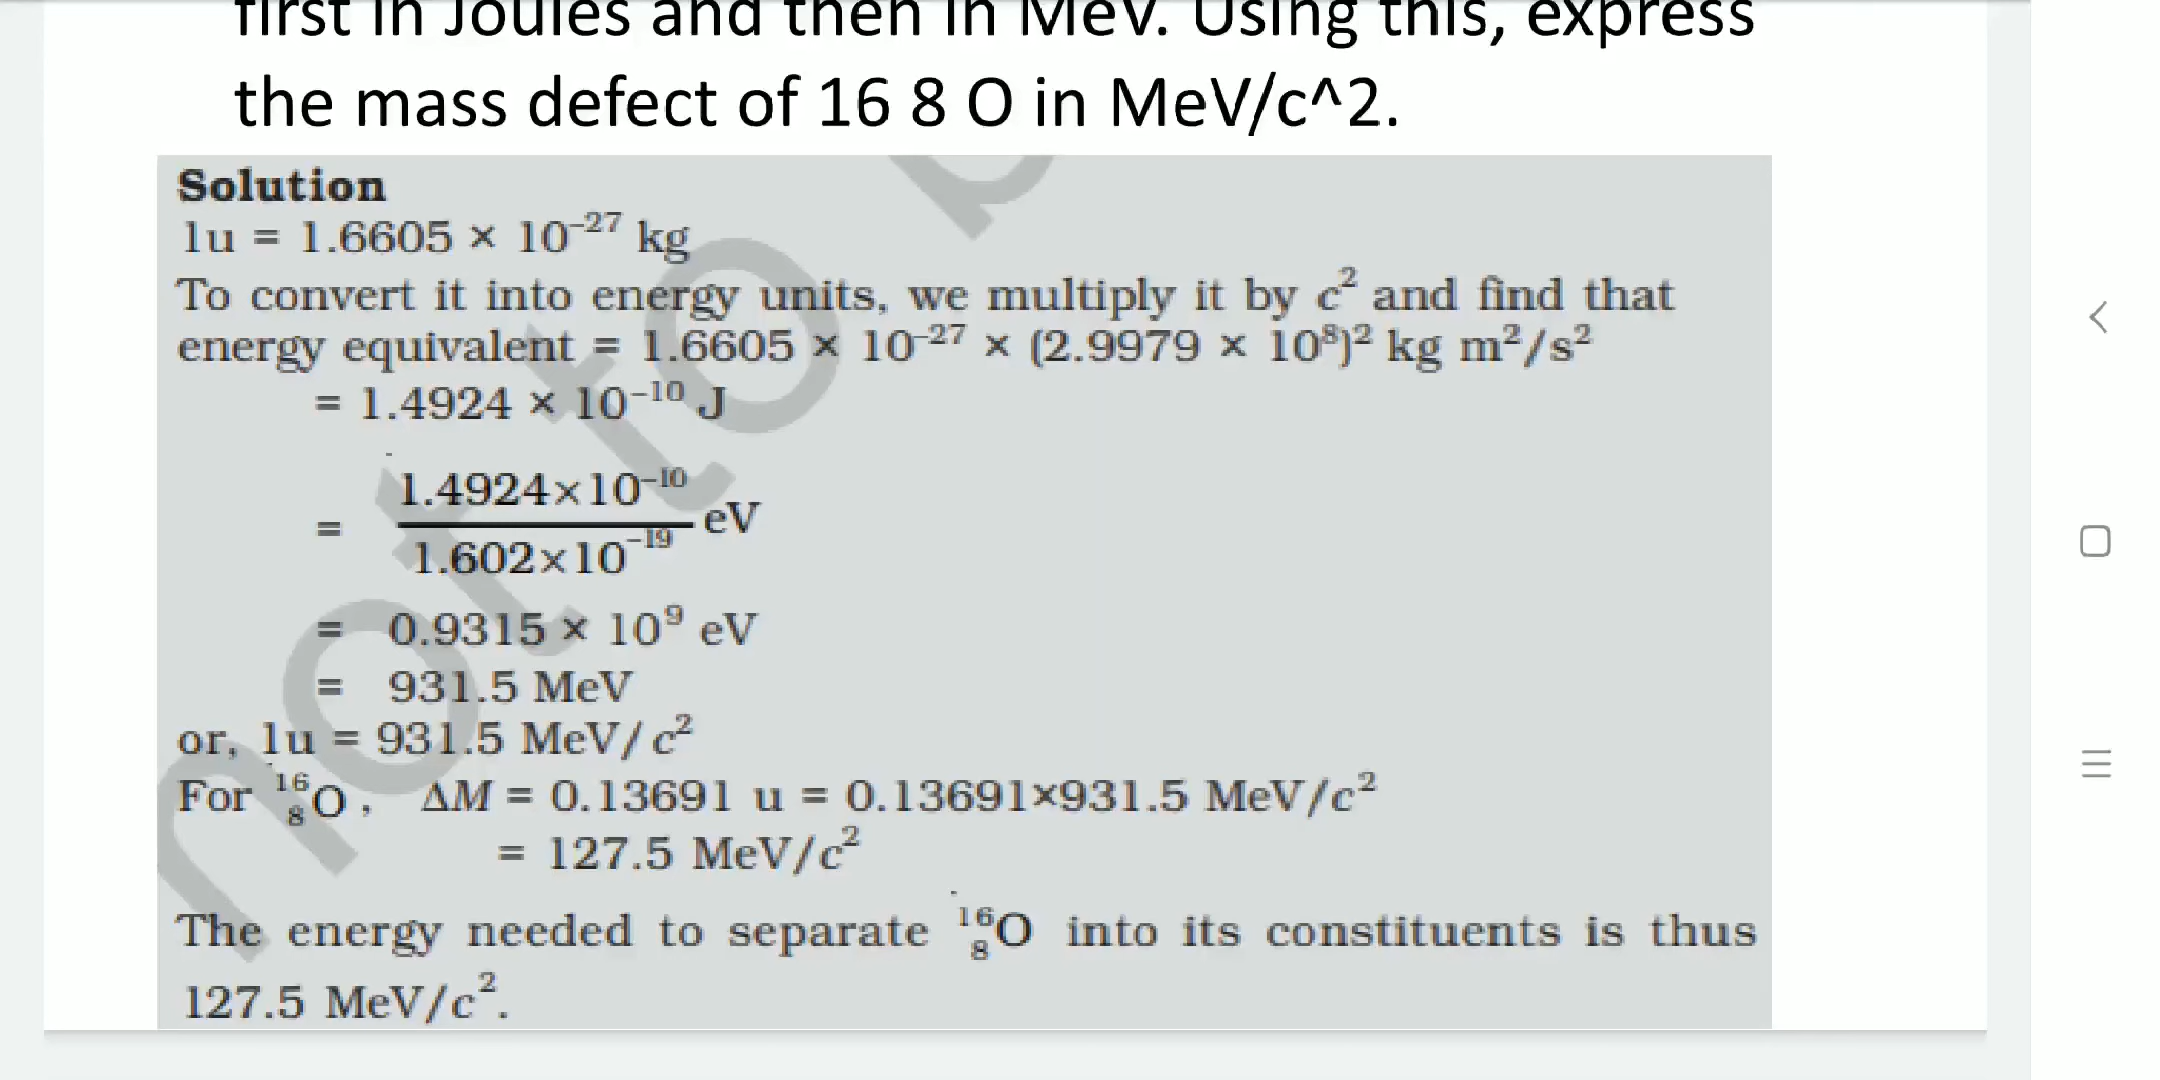 first in Joules and then in MeV. Using this, express
the mass defect of 16 8 O in MeV/c^2.
Solution
1u = 1.6605 × 10⁻²⁷ kg
To convert it into energy units, we multiply it by c² and find that
energy equivalent = 1.6605 × 10⁻²⁷ × (2.9979 × 10⁸)² kg m²/s²
= 1.4924 × 10⁻¹⁰ J
= 1.4924×10⁻¹⁰ / 1.602×10⁻¹⁹ eV
= 0.9315 × 10⁹ eV
= 931.5 MeV
or, 1u = 931.5 MeV/c²
For ¹⁶₈O, ΔM = 0.13691 u = 0.13691×931.5 MeV/c²
= 127.5 MeV/c²
The energy needed to separate ¹⁶₈O into its constituents is thus
127.5 MeV/c².
not to b